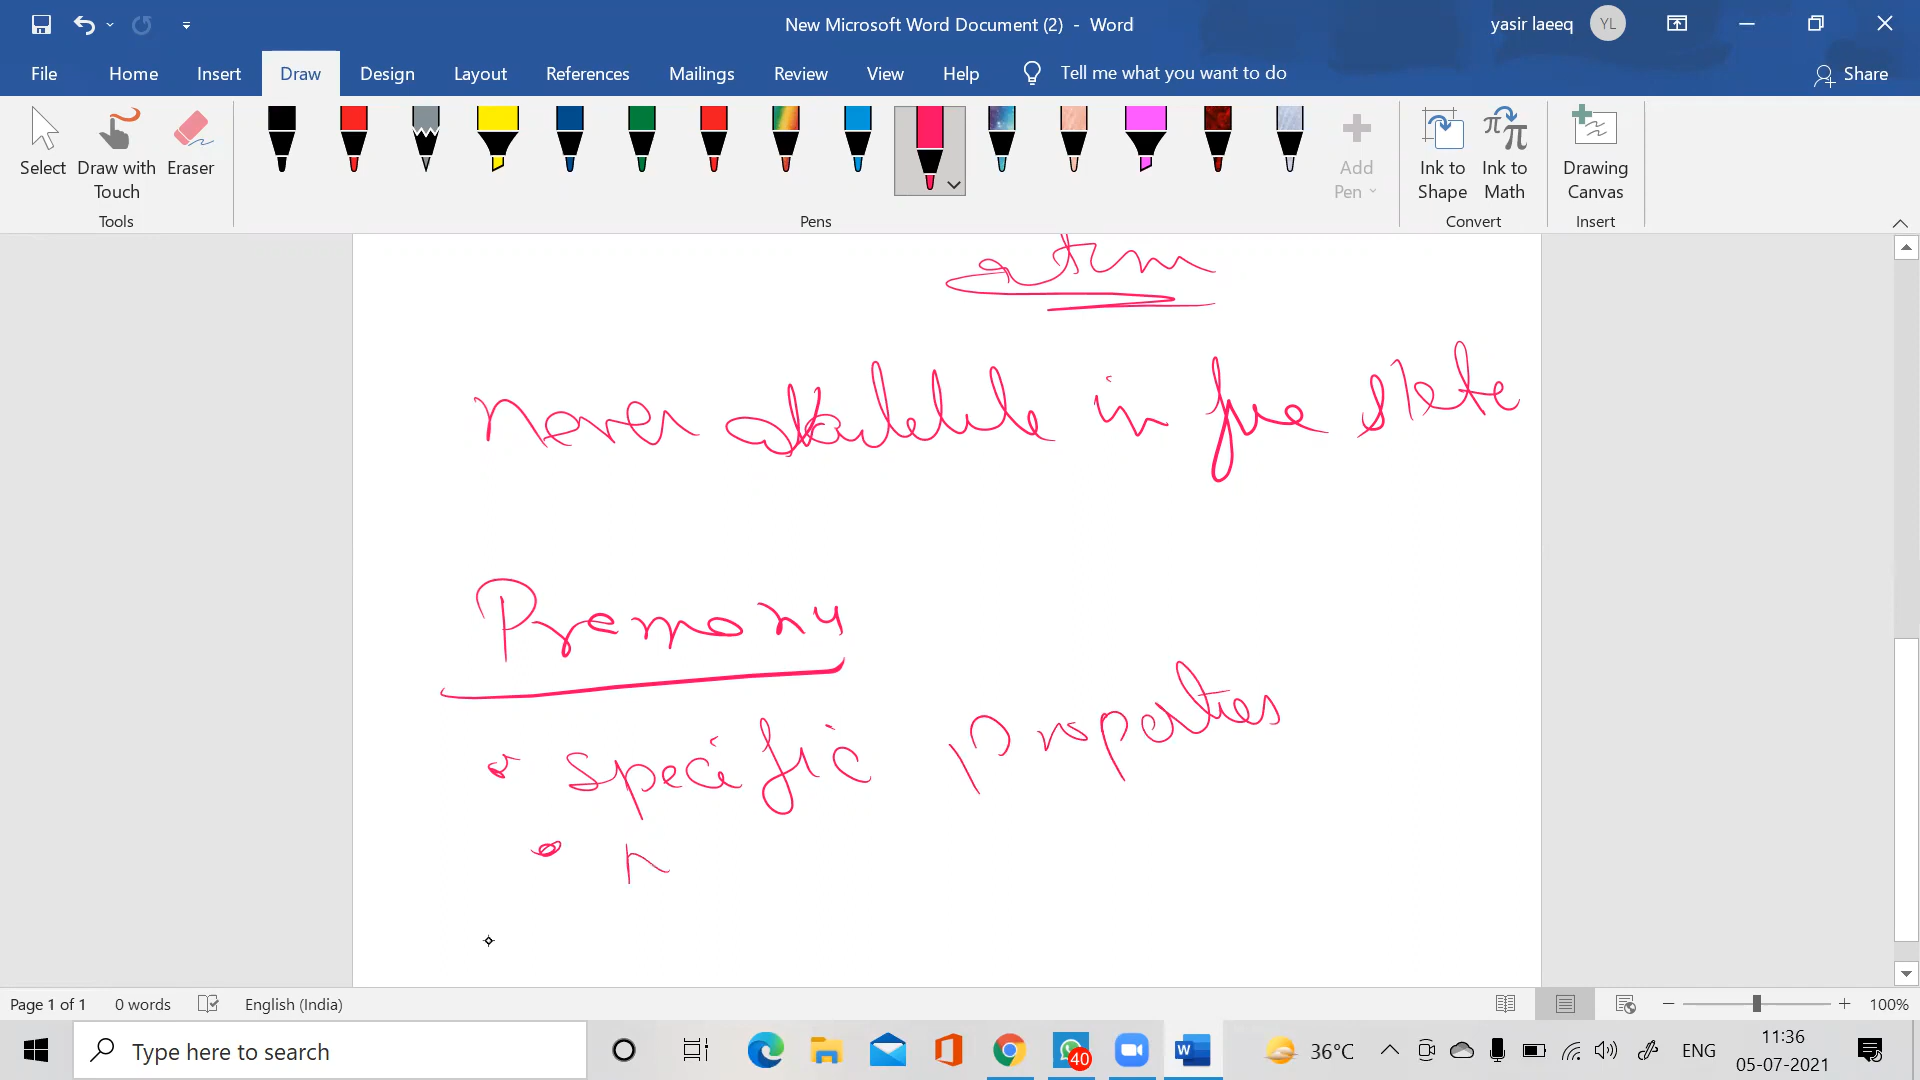 New Microsoft Word Document (2) - Word
yasir laeeq YL
File Home Insert Draw Design Layout References Mailings Review View Help Tell me what you want to do Share
Select Draw with Touch Eraser Add Pen Ink to Shape Ink to Math Drawing Canvas
Tools Pens Convert Insert
never in free state
specific properties
Page 1 of 1 0 words English (India) 100%
Type here to search 40 36°C ENG 11:36
05-07-2021